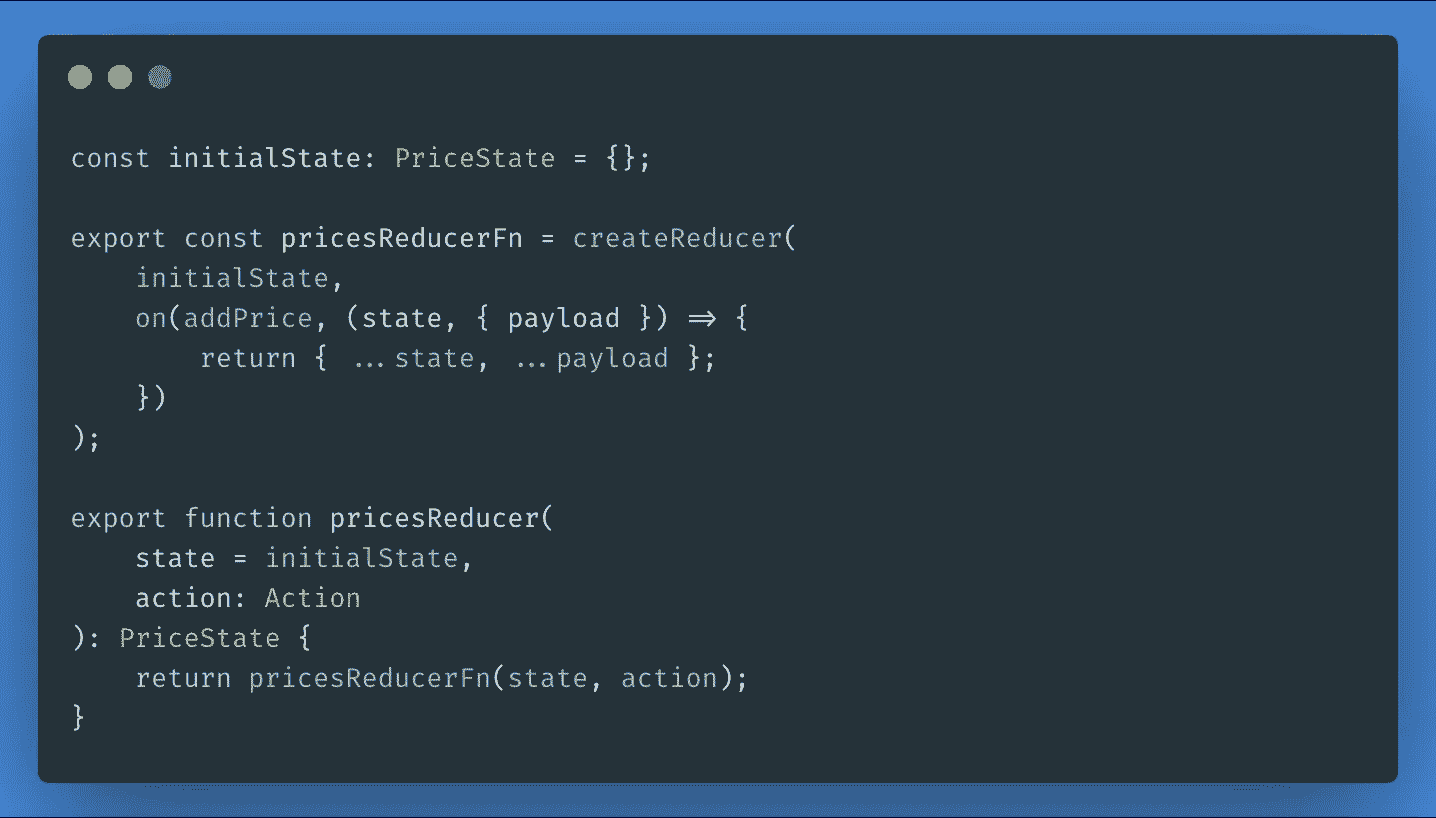 const initialState: PriceState = {};
export const pricesReducerFn = createReducer(
initialState,
on(addPrice, (state, { payload }) => {
return { ...state, ...payload };
})
);
export function pricesReducer(
state = initialState,
action: Action
): PriceState {
return pricesReducerFn(state, action);
}